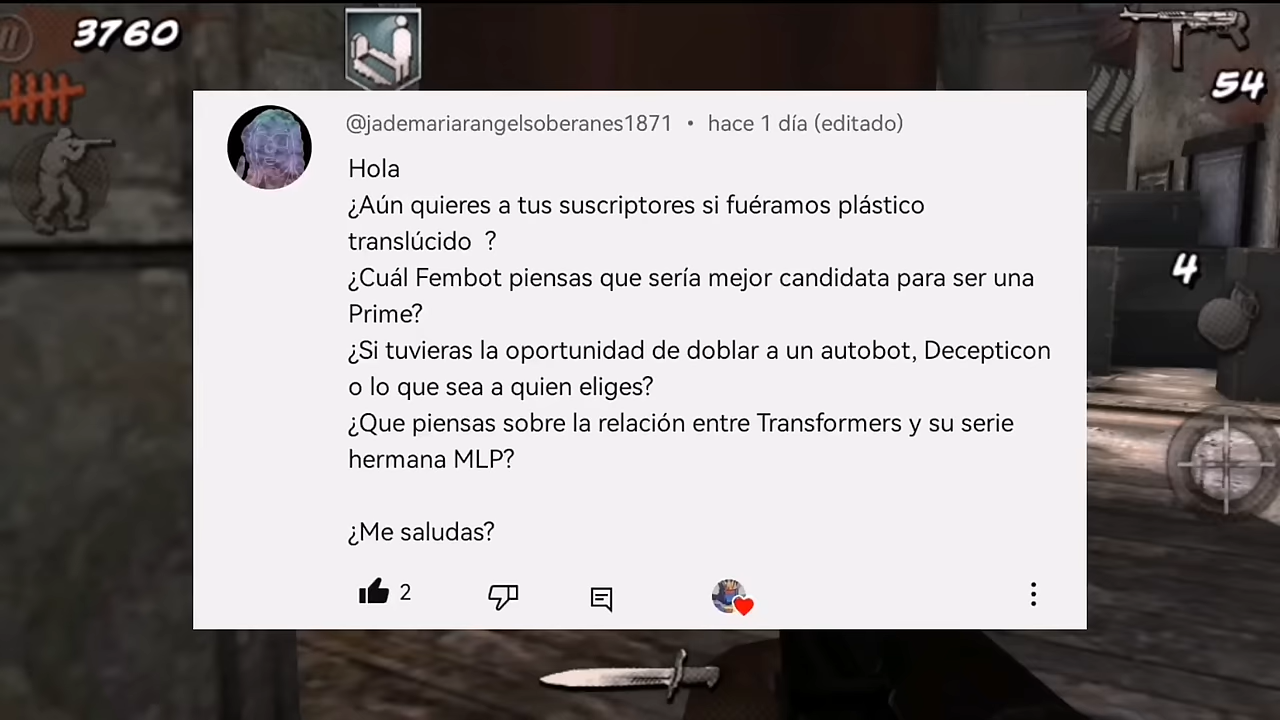 3760
54
@jademariarangelsoberanes1871 • hace 1 día (editado)
Hola
¿Aún quieres a tus suscriptores si fuéramos plástico
translúcido ?
¿Cuál Fembot piensas que sería mejor candidata para ser una
Prime?
¿Si tuvieras la oportunidad de doblar a un autobot, Decepticon
o lo que sea a quien eliges?
¿Que piensas sobre la relación entre Transformers y su serie
hermana MLP?
¿Me saludas?
2
4